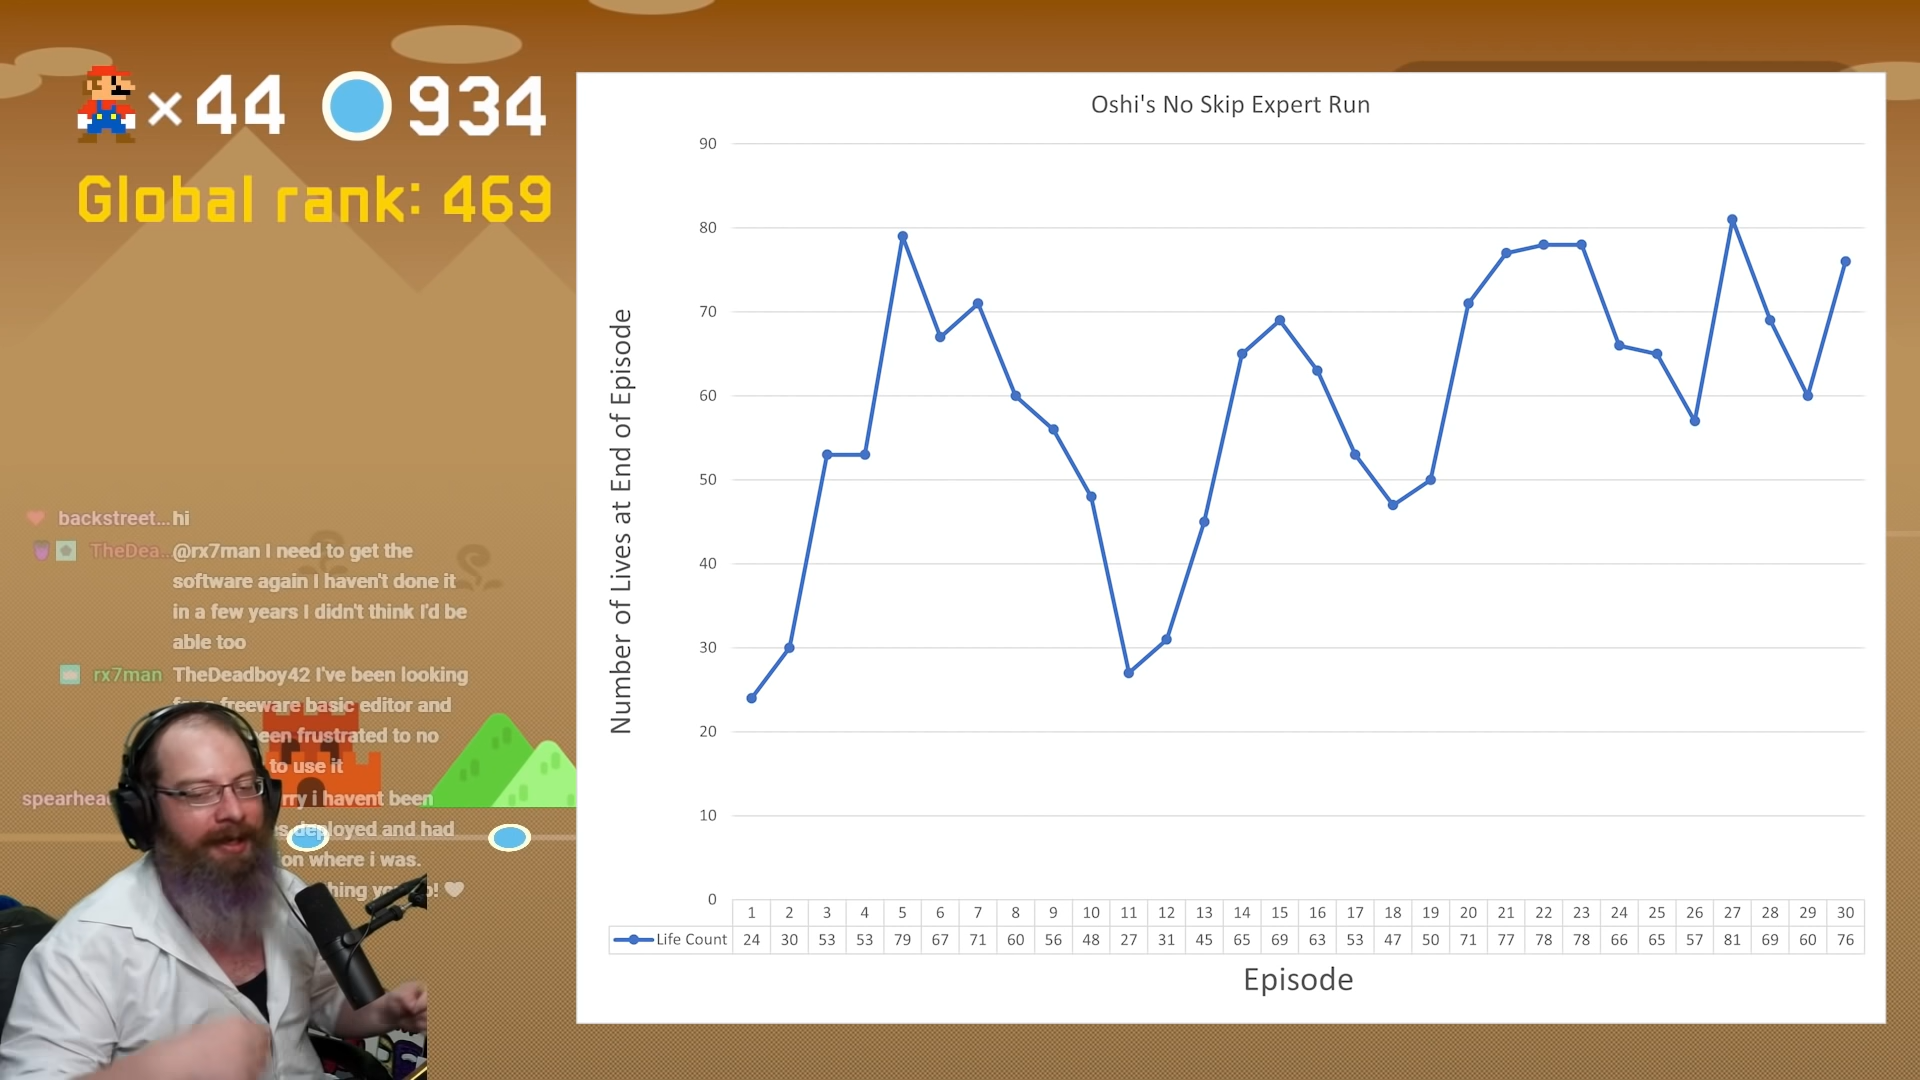 ×44 934
Global rank: 469
backstreet... hi
TheDea... @rx7man I need to get the
software again I haven't done it
in a few years I didn't think I'd be
able too
rx7man TheDeadboy42 I've been looking
freeware basic editor and
been frustrated to no
to use it
i havent been
deployed and had
where i was.
Oshi's No Skip Expert Run
Number of Lives at End of Episode
90
80
70
60
50
40
30
20
10
0
1 2 3 4 5 6 7 8 9 10 11 12 13 14 15 16 17 18 19 20 21 22 23 24 25 26 27 28 29 30
Life Count 24 30 53 53 79 67 71 60 56 48 27 31 45 65 69 63 53 47 50 71 77 78 78 66 65 57 81 69 60 76
Episode